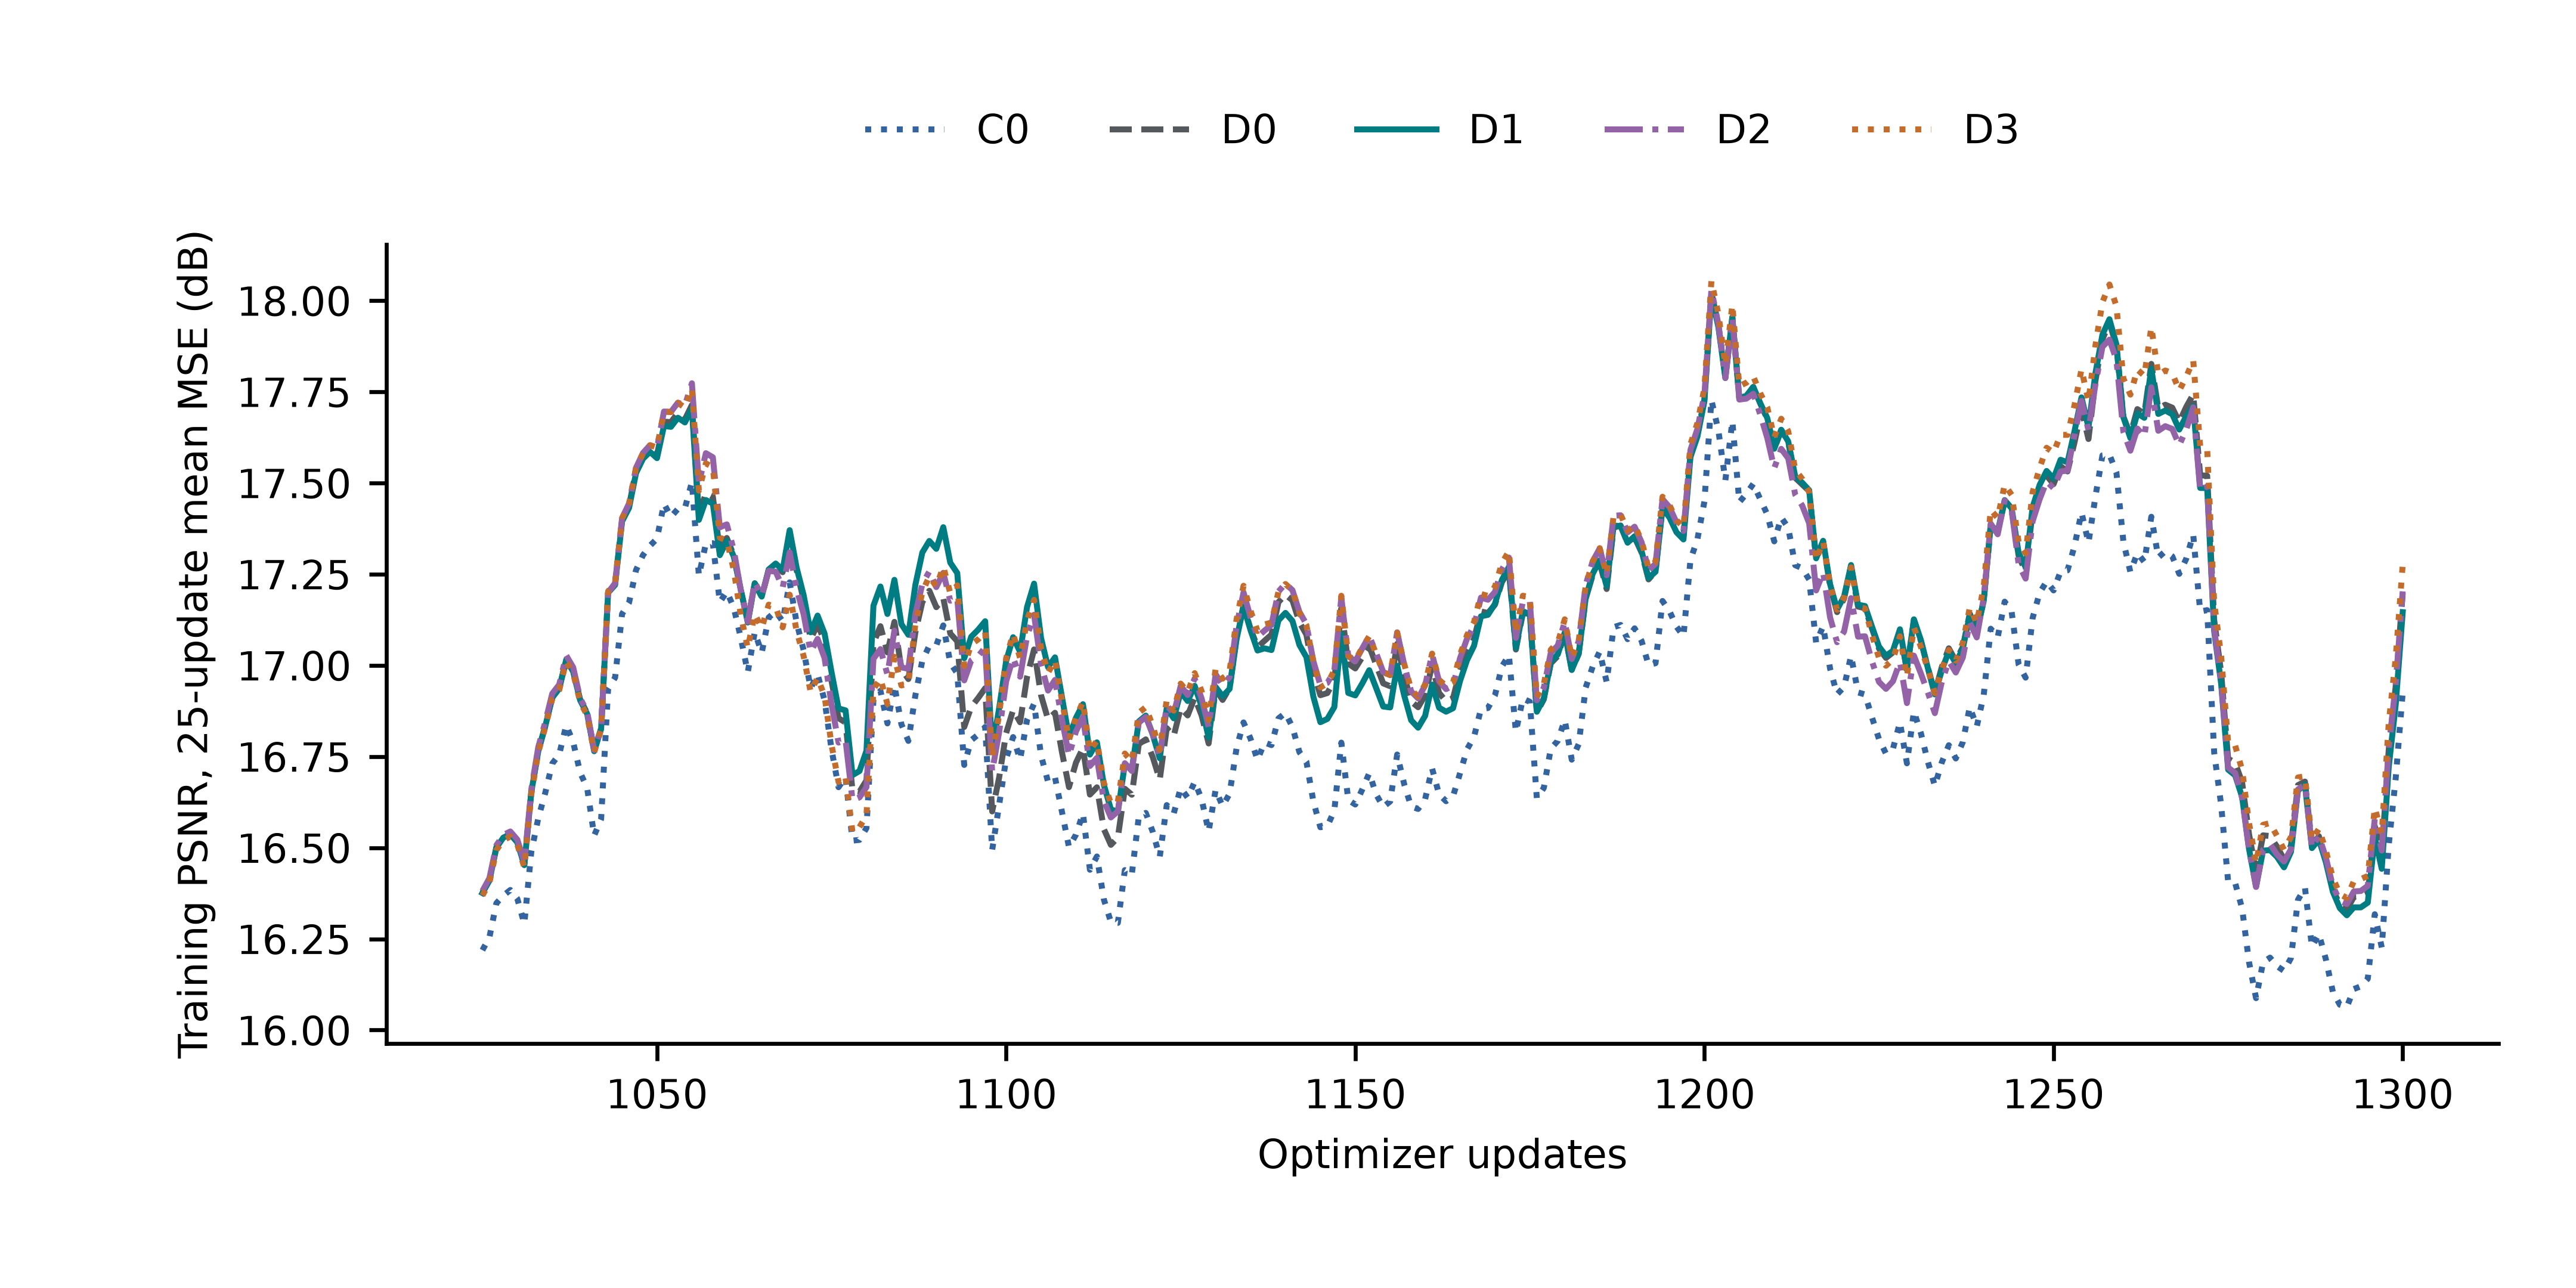 C0 D0 D1 D2 D3
Training PSNR, 25-update mean MSE (dB)
18.00
17.75
17.50
17.25
17.00
16.75
16.50
16.25
16.00
1050 1100 1150 1200 1250 1300
Optimizer updates